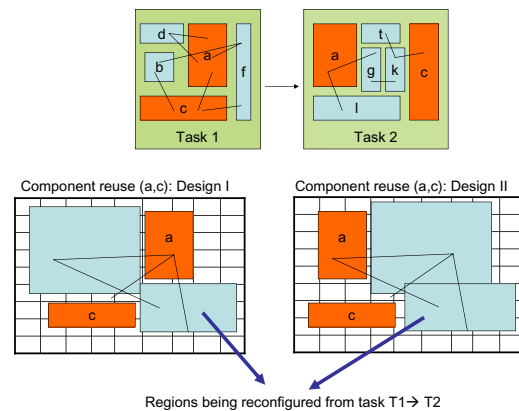 d
a
b
f
c
Task 1
t
a
g
k
c
l
Task 2
Component reuse (a,c): Design I
Component reuse (a,c): Design II
a
c
a
c
Regions being reconfigured from task T1→ T2